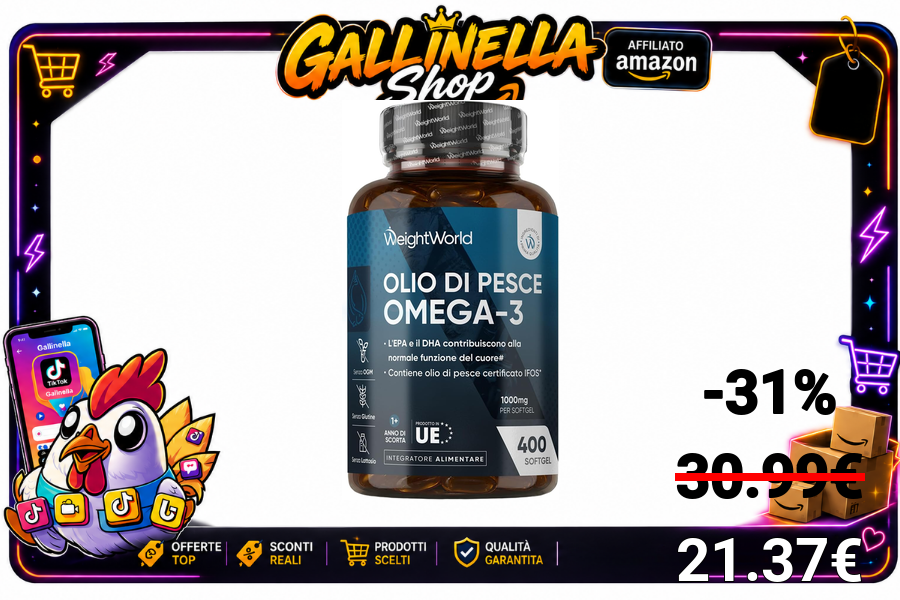 GALLINELLA
Shop
AFFILIATO
amazon
WeightWorld
OLIO DI PESCE
OMEGA-3
• L'EPA e il DHA contribuiscono alla
normale funzione del cuore#
• Contiene olio di pesce certificato IFOS*
Senza OGM
Senza Glutine
Senza Lattosio
1000mg
PER SOFTGEL
1+
ANNO DI
SCORTA
PRODOTTO IN
UE
400
SOFTGEL
INTEGRATORE ALIMENTARE
Gallinella
TikTok
Gallinella
-31%
30.99€
21.37€
OFFERTE
TOP
SCONTI
REALI
PRODOTTI
SCELTI
QUALITÀ
GARANTITA